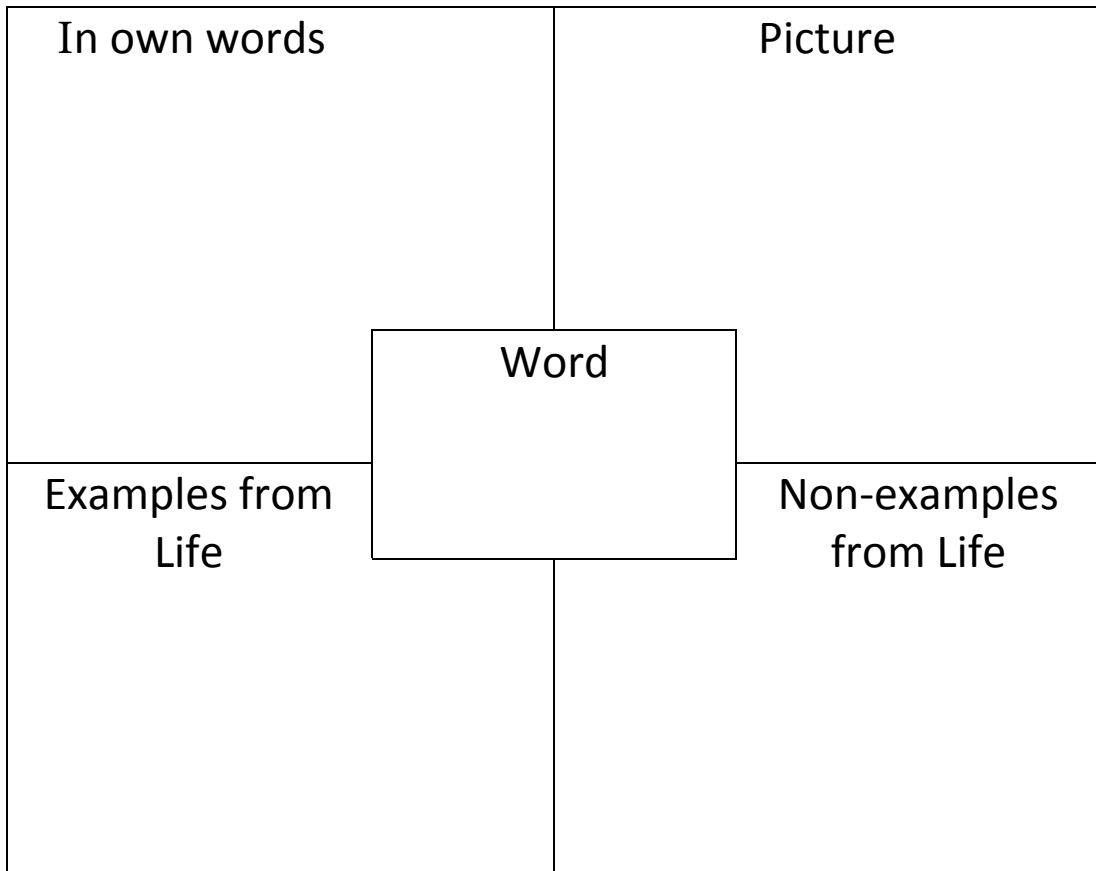 In own words
Picture
Word
Examples from
Life
Non-examples
from Life